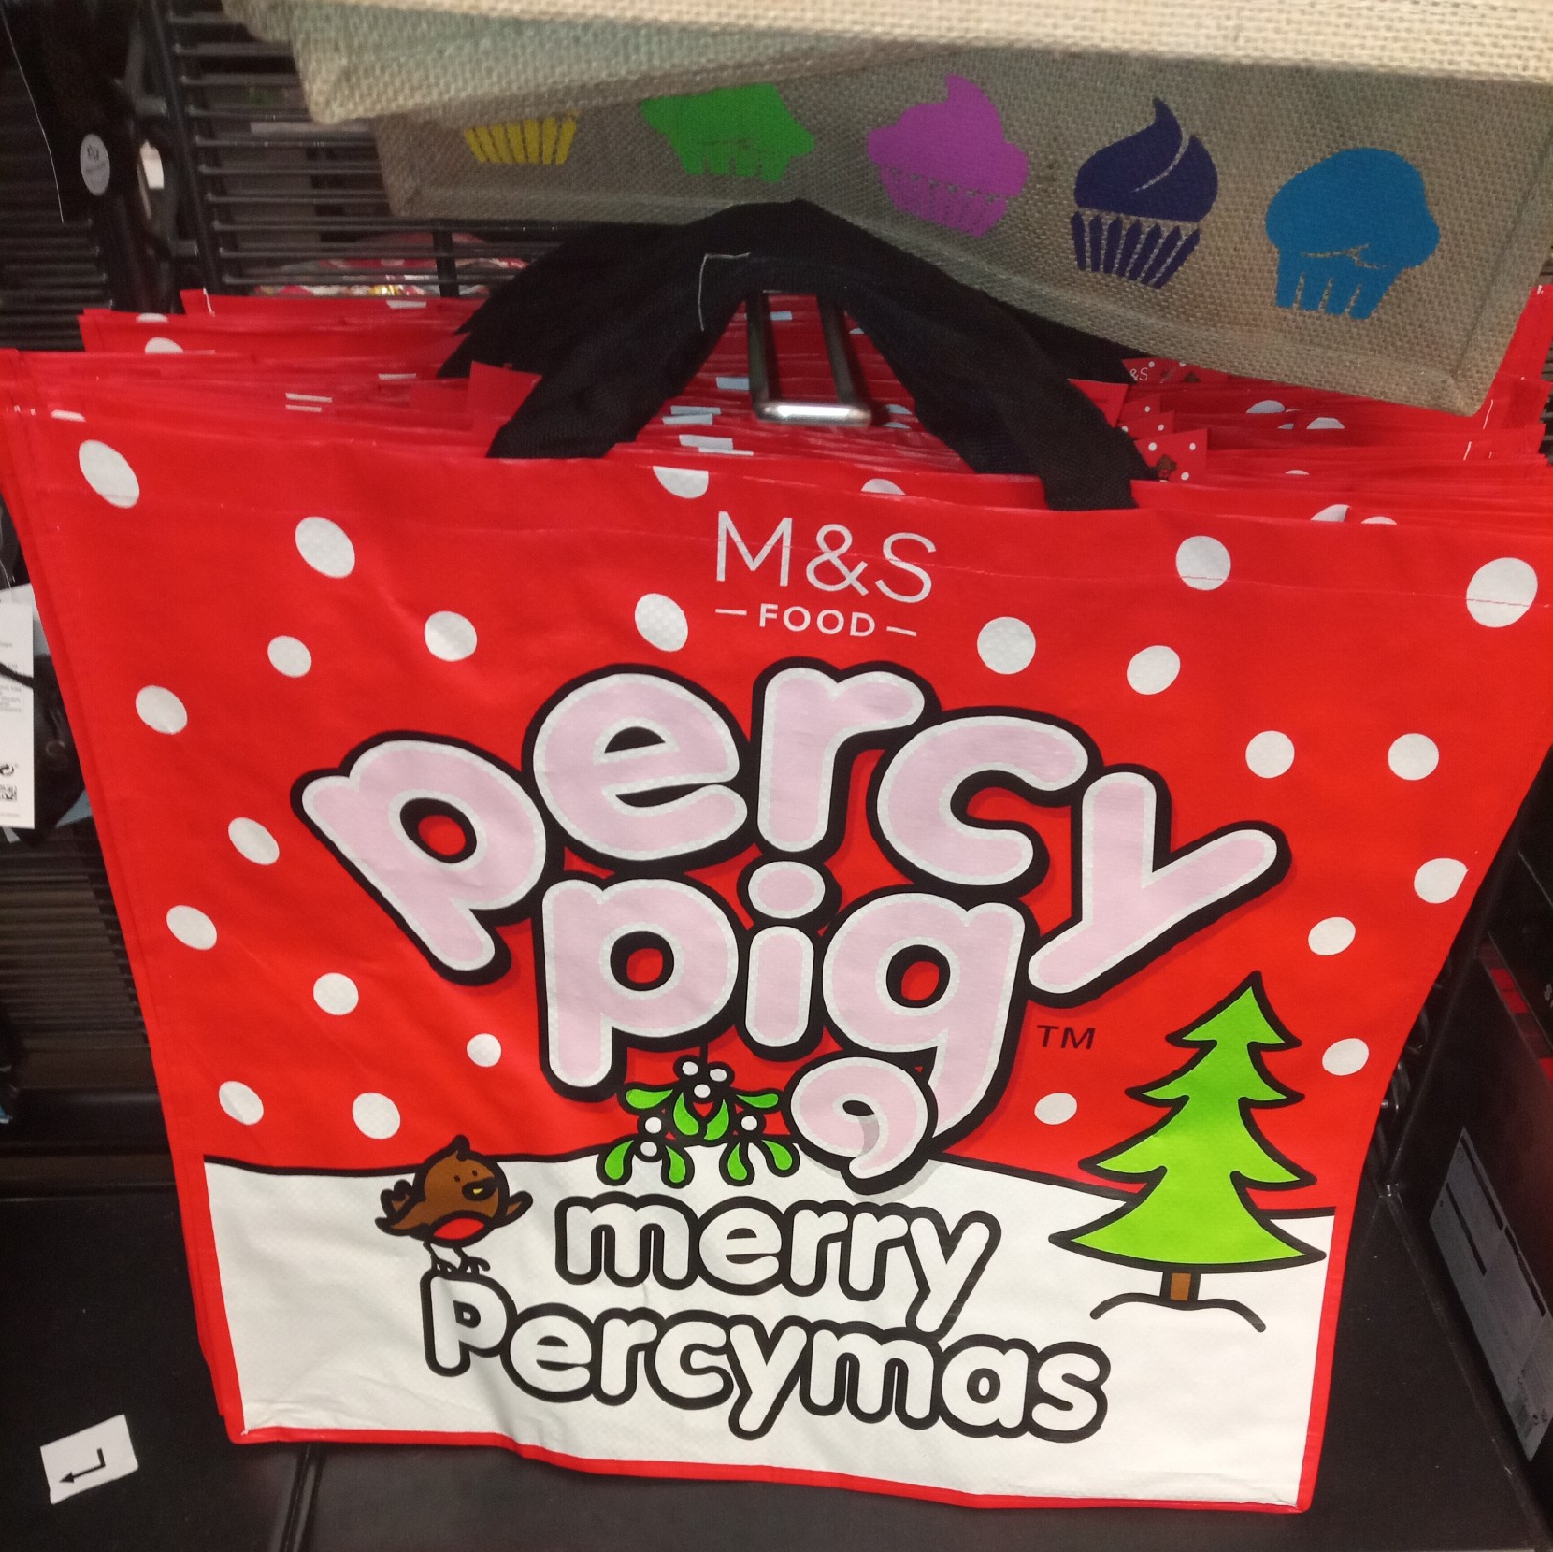 M&S
FOOD
percy
pig
TM
merry
percymas
&S